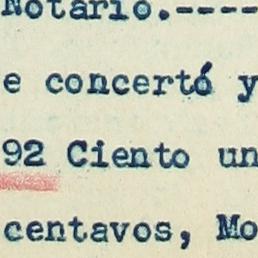 Notario.----
e concertó y
92 Ciento un
centavos, Mo